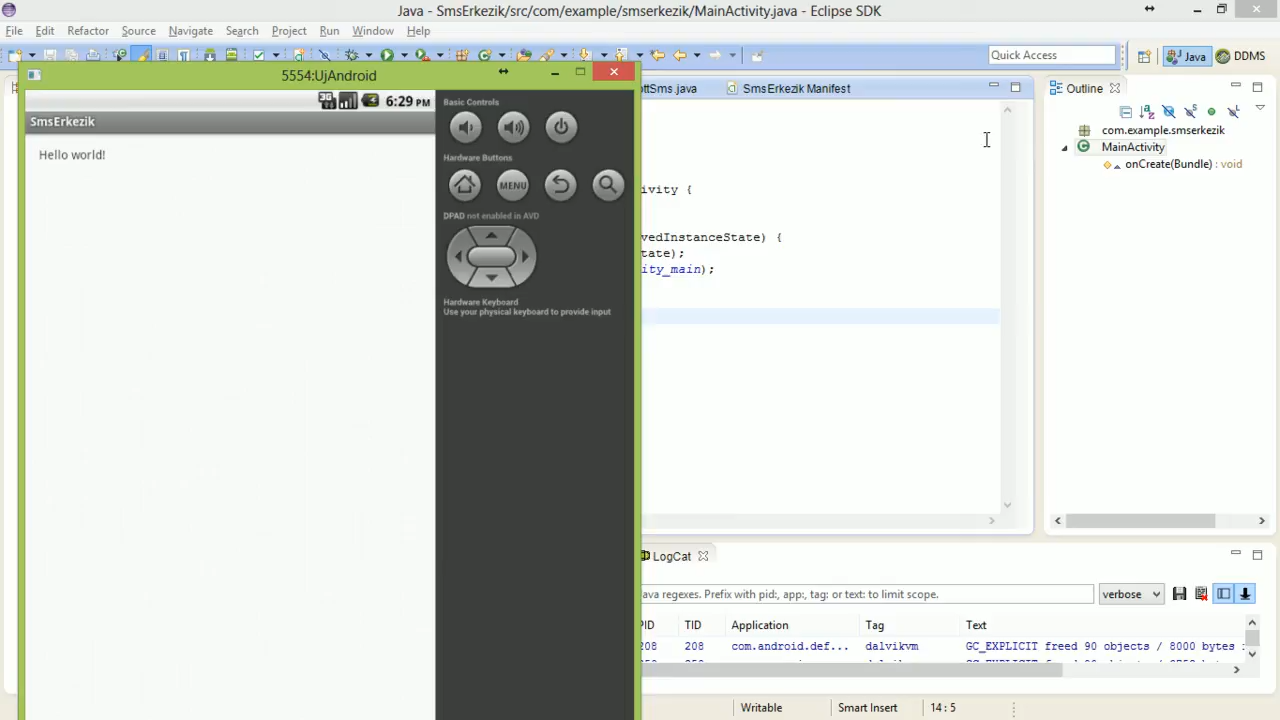 Java - SmsErkezik/src/com/example/smserkezik/MainActivity.java - Eclipse SDK
File Edit Refactor Source Navigate Search Project Run Window Help
Quick Access
Java
DDMS
5554:UjAndroid
3G
6:29 PM
SmsErkezik
Hello world!
Basic Controls
Hardware Buttons
MENU
DPAD not enabled in AVD
Hardware Keyboard
Use your physical keyboard to provide input
ttSms.java
SmsErkezik Manifest
ivity {
vedInstanceState) {
tate);
ity_main);
Outline
com.example.smserkezik
MainActivity
onCreate(Bundle) : void
LogCat
ava regexes. Prefix with pid:, app:, tag: or text: to limit scope.
verbose
PID TID Application Tag Text
208 208 com.android.def... dalvikvm GC_EXPLICIT freed 90 objects / 8000 bytes
Writable
Smart Insert
14 : 5